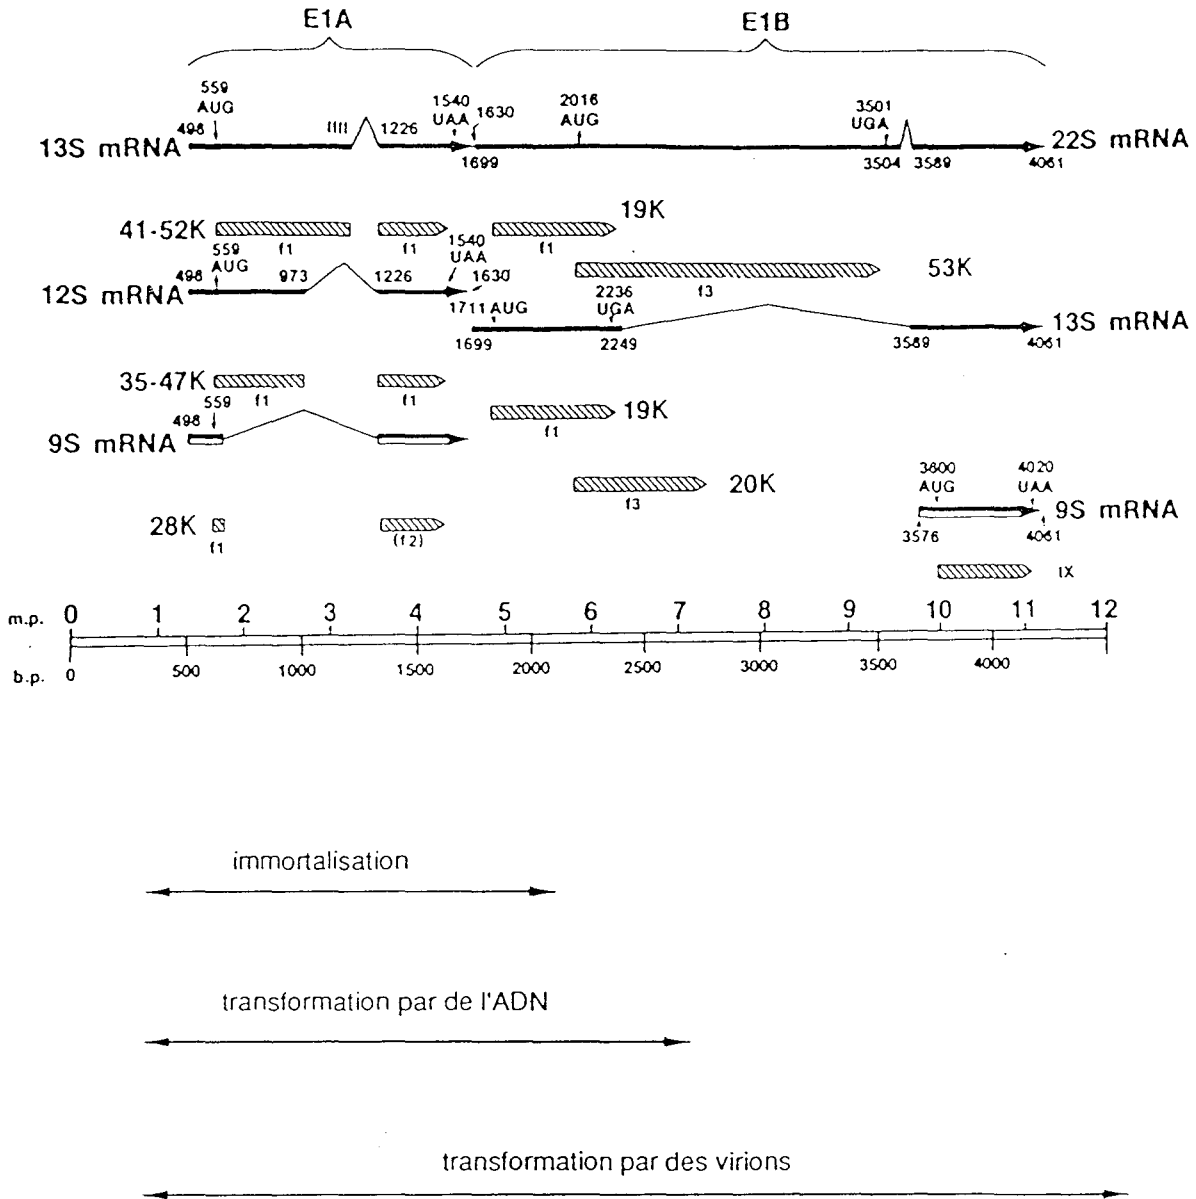 E1A E1B
559 1540 1630 2016 3501
AUG UAA AUG UGA
498 1111 1226
13S mRNA 22S mRNA
1699 3504 3589 4061
41-52K f1 f1 f1 19K
559 1540
AUG UAA 53K
498 973 1226 1630 f3
12S mRNA 2236
1711 AUG UGA
13S mRNA
1699 2249 3589 4061
35-47K f1 f1 19K
559 f1
498
9S mRNA
3600 4020
20K AUG UAA
f3 9S mRNA
28K f1 (f2) 3576 4061
IX
m.p. 0 1 2 3 4 5 6 7 8 9 10 11 12
b.p. 0 500 1000 1500 2000 2500 3000 3500 4000
immortalisation
transformation par de l'ADN
transformation par des virions